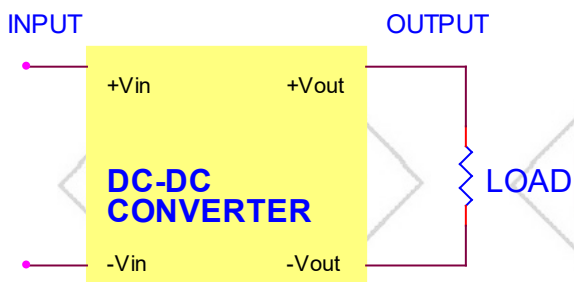 INPUT
OUTPUT
+Vin
+Vout
DC-DC
CONVERTER
LOAD
-Vin
-Vout